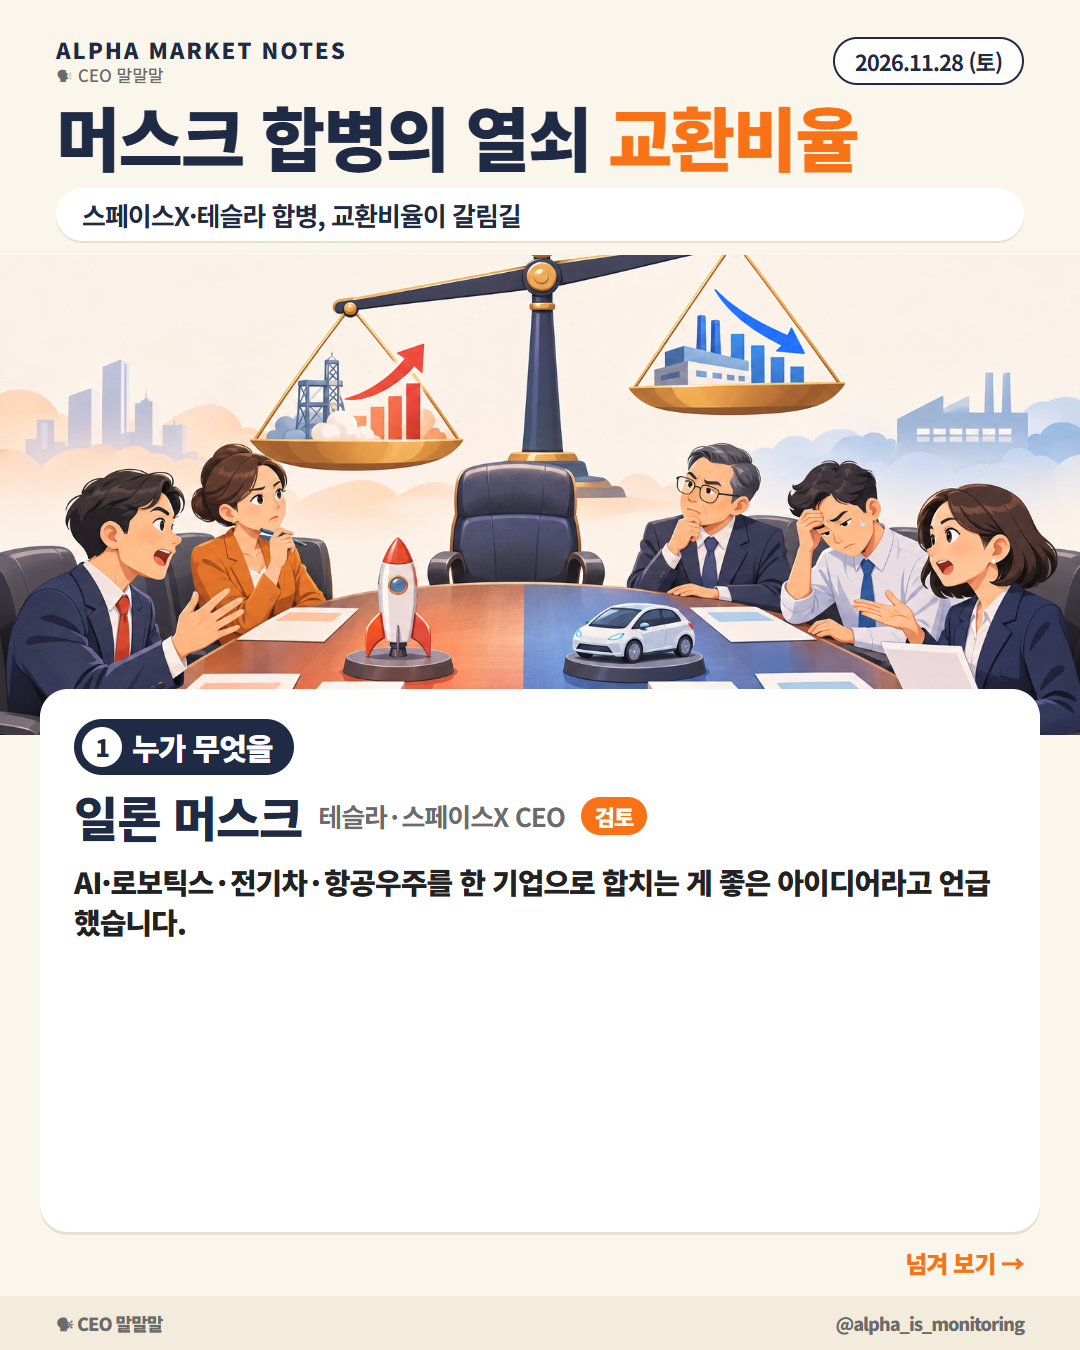 ALPHA MARKET NOTES
🗣 CEO 말말말
2026.11.28 (토)
머스크 합병의 열쇠 교환비율
스페이스X·테슬라 합병, 교환비율이 갈림길
1 누가 무엇을
일론 머스크 테슬라·스페이스X CEO 검토
AI·로보틱스·전기차·항공우주를 한 기업으로 합치는 게 좋은 아이디어라고 언급
했습니다.
넘겨 보기 →
🗣 CEO 말말말
@alpha_is_monitoring